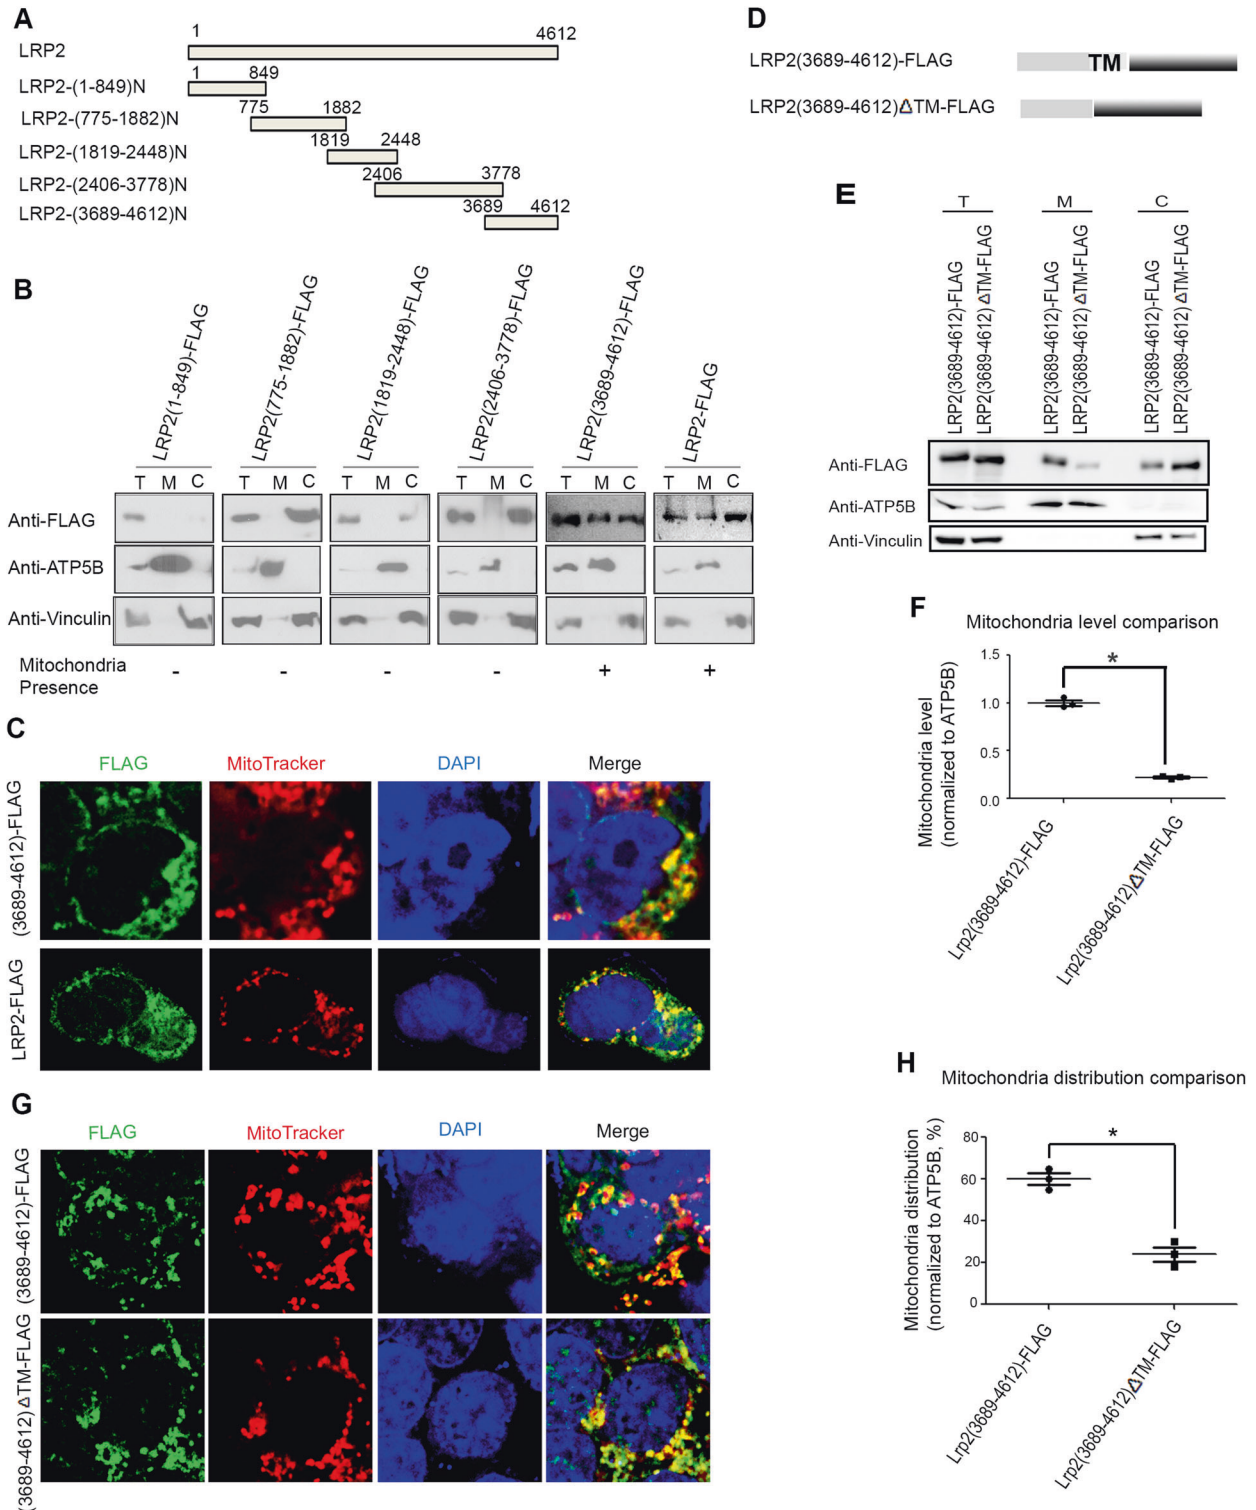 A
LRP2
1
4612
LRP2-(1-849)N
1
849
LRP2-(775-1882)N
775
1882
LRP2-(1819-2448)N
1819
2448
LRP2-(2406-3778)N
2406
3778
LRP2-(3689-4612)N
3689
4612
B
LRP2(1-849)-FLAG
LRP2(775-1882)-FLAG
LRP2(1819-2448)-FLAG
LRP2(2406-3778)-FLAG
LRP2(3689-4612)-FLAG
LRP2-FLAG
T M C T M C T M C T M C T M C T M C
Anti-FLAG
Anti-ATP5B
Anti-Vinculin
Mitochondria
Presence
- - - - + +
C
FLAG MitoTracker DAPI Merge
(3689-4612)-FLAG
LRP2-FLAG
D
LRP2(3689-4612)-FLAG
TM
LRP2(3689-4612)ΔTM-FLAG
E
T M C
LRP2(3689-4612)-FLAG
LRP2(3689-4612)ΔTM-FLAG
LRP2(3689-4612)-FLAG
LRP2(3689-4612)ΔTM-FLAG
LRP2(3689-4612)-FLAG
LRP2(3689-4612)ΔTM-FLAG
Anti-FLAG
Anti-ATP5B
Anti-Vinculin
F
Mitochondria level comparison
Mitochondria level
(normalized to ATP5B)
1.5
1.0
0.5
0.0
*
Lrp2(3689-4612)-FLAG
Lrp2(3689-4612)ΔTM-FLAG
G
FLAG MitoTracker DAPI Merge
(3689-4612)-FLAG
(3689-4612)ΔTM-FLAG
H
Mitochondria distribution comparison
Mitochondria distribution
(normalized to ATP5B, %)
80
60
40
20
0
*
Lrp2(3689-4612)-FLAG
Lrp2(3689-4612)ΔTM-FLAG